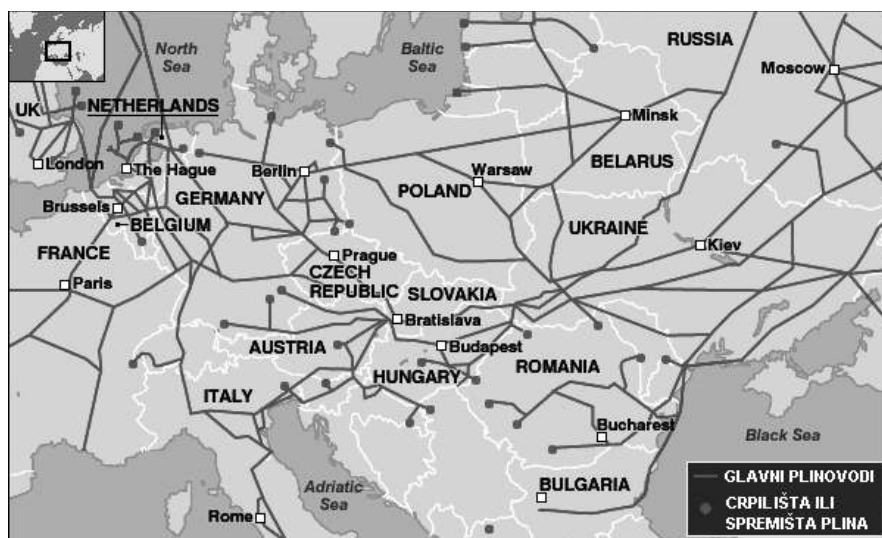 North
Sea
Baltic
Sea
RUSSIA
Moscow
UK
NETHERLANDS
Minsk
London
The Hague
Berlin
Warsaw
BELARUS
GERMANY
POLAND
Brussels
BELGIUM
UKRAINE
FRANCE
Prague
Kiev
CZECH
REPUBLIC
Paris
SLOVAKIA
Bratislava
AUSTRIA
Budapest
HUNGARY
ROMANIA
ITALY
Bucharest
Black Sea
Adriatic
Sea
BULGARIA
Rome
GLAVNI PLINOVODI
CRPILIŠTA ILI
SPREMIŠTA PLINA